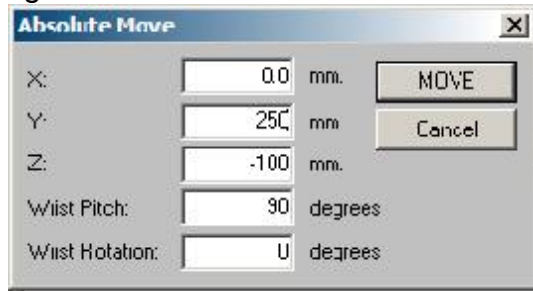 Absolute Move
X: 0.0 mm. MOVE
Y: 250 mm Cancel
Z: -100 mm.
Wrist Pitch: 90 degrees
Wrist Rotation: 0 degrees